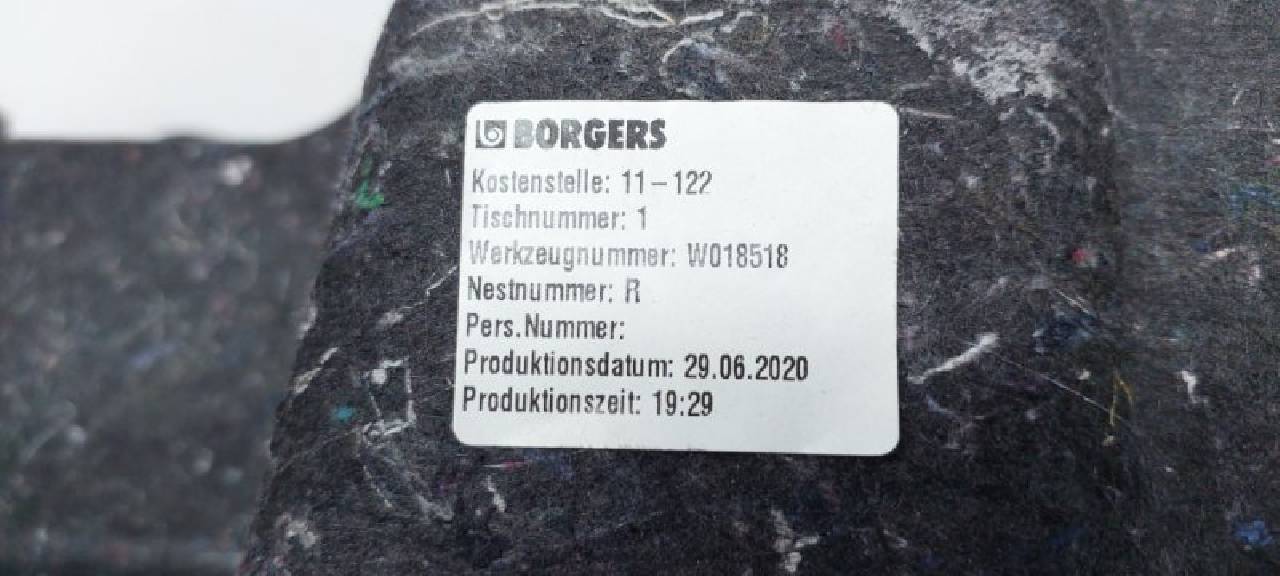 BORGERS
Kostenstelle: 11-122
Tischnummer: 1
Werkzeugnummer: W018518
Nestnummer: R
Pers.Nummer:
Produktionsdatum: 29.06.2020
Produktionszeit: 19:29